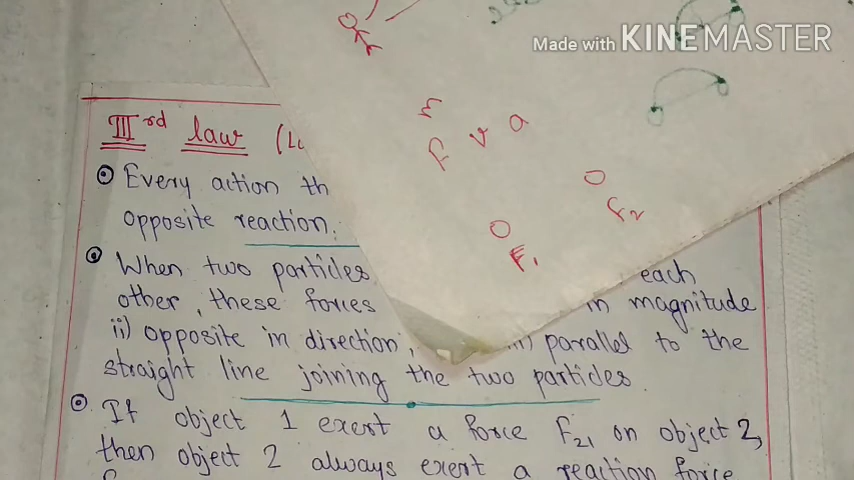 Made with KINEMASTER
F v a
F₂
F₁
IIIrd law
Every action th
opposite reaction.
When two particles each
other, these forces in magnitude
ii) opposite in direction, parallel to the
straight line joining the two particles.
If object 1 exert a force F₂₁ on object 2,
then object 2 always exert a reaction force